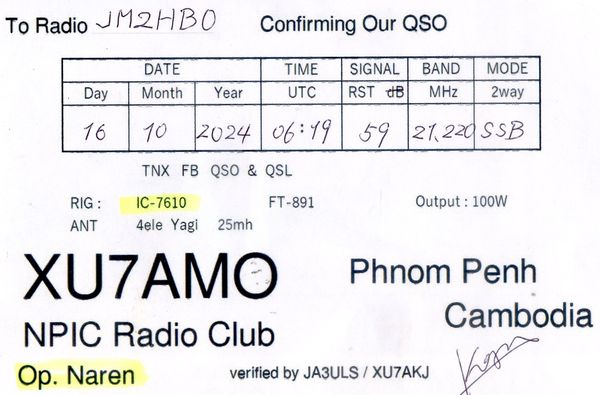 To Radio JM2HBO Confirming Our QSO
DATE TIME SIGNAL BAND MODE
Day Month Year UTC RST dB MHz 2way
16 10 2024 06:19 59 21,220 SSB
TNX FB QSO & QSL
RIG : IC-7610 FT-891 Output : 100W
ANT 4ele Yagi 25mh
XU7AMO Phnom Penh
Cambodia
NPIC Radio Club
Op. Naren verified by JA3ULS / XU7AKJ